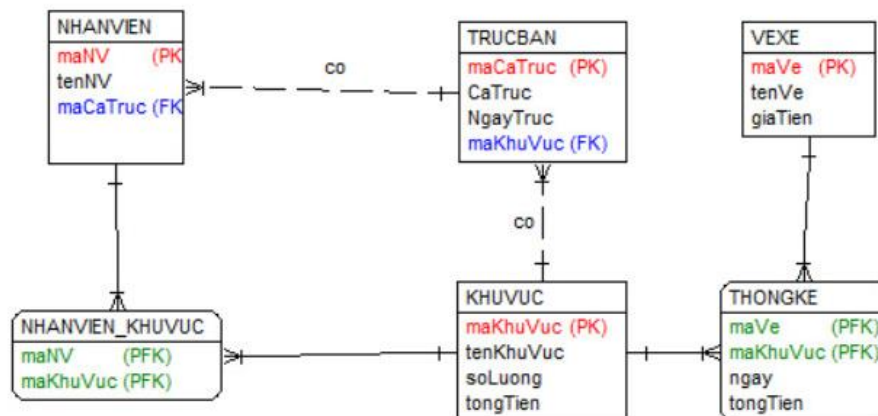 NHANVIEN
maNV (PK
tenNV
maCaTruc (FK
co
TRUCBAN
maCaTruc (PK)
CaTruc
NgayTruc
maKhuVuc (FK)
VEXE
maVe (PK)
tenVe
giaTien
co
NHANVIEN_KHUVUC
maNV (PFK)
maKhuVuc (PFK)
KHUVUC
maKhuVuc (PK)
tenKhuVuc
soLuong
tongTien
THONGKE
maVe (PFK)
maKhuVuc (PFK)
ngay
tongTien